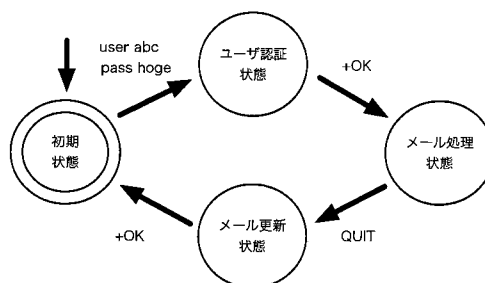 user abc
pass hoge
ユーザ認証
状態
+OK
初期
状態
メール処理
状態
メール更新
状態
+OK
QUIT